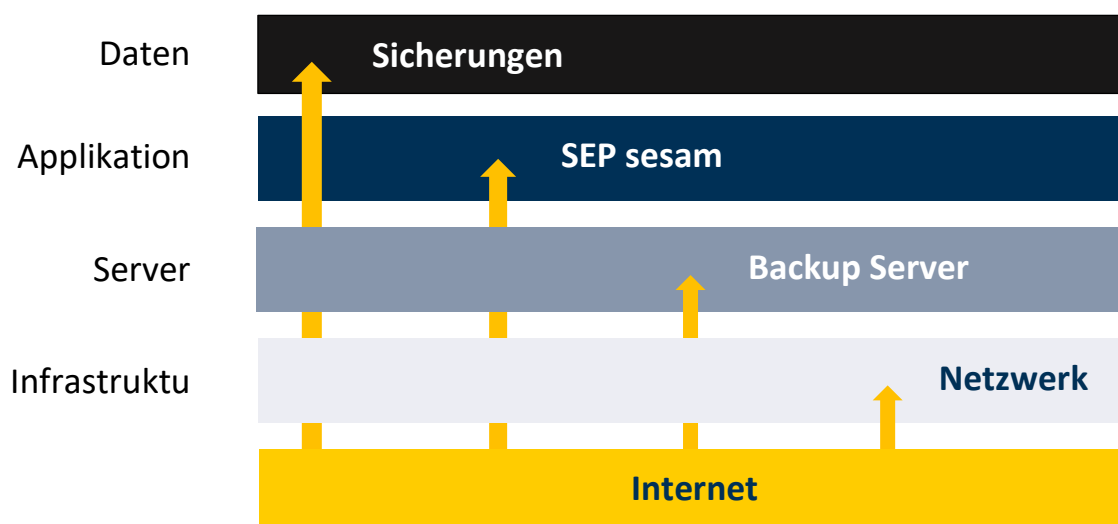 Daten
Sicherungen
Applikation
SEP sesam
Server
Backup Server
Infrastruktu
Netzwerk
Internet